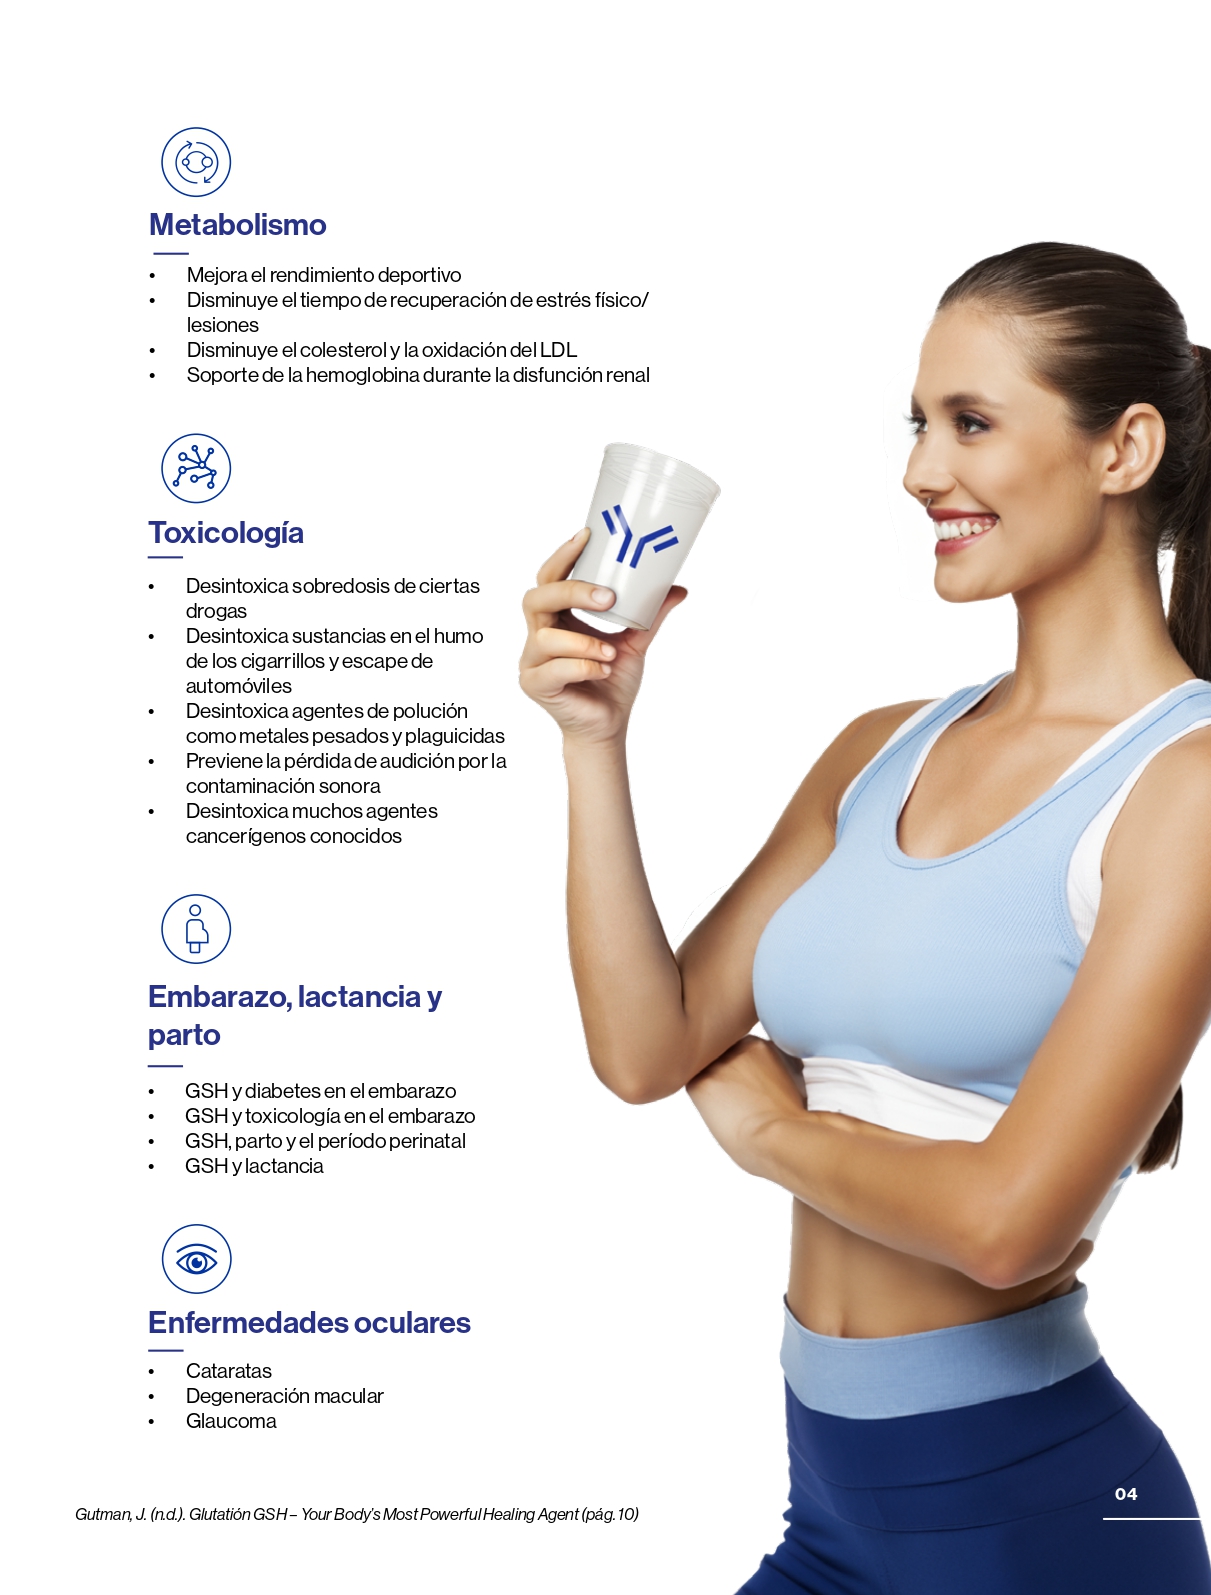 Metabolismo
• Mejora el rendimiento deportivo
• Disminuye el tiempo de recuperación de estrés físico/
lesiones
• Disminuye el colesterol y la oxidación del LDL
• Soporte de la hemoglobina durante la disfunción renal
Toxicología
• Desintoxica sobredosis de ciertas
drogas
• Desintoxica sustancias en el humo
de los cigarrillos y escape de
automóviles
• Desintoxica agentes de polución
como metales pesados y plaguicidas
• Previene la pérdida de audición por la
contaminación sonora
• Desintoxica muchos agentes
cancerígenos conocidos
Embarazo, lactancia y
parto
• GSH y diabetes en el embarazo
• GSH y toxicología en el embarazo
• GSH, parto y el período perinatal
• GSH y lactancia
Enfermedades oculares
• Cataratas
• Degeneración macular
• Glaucoma
Gutman, J. (n.d.). Glutatión GSH – Your Body's Most Powerful Healing Agent (pág. 10)
04